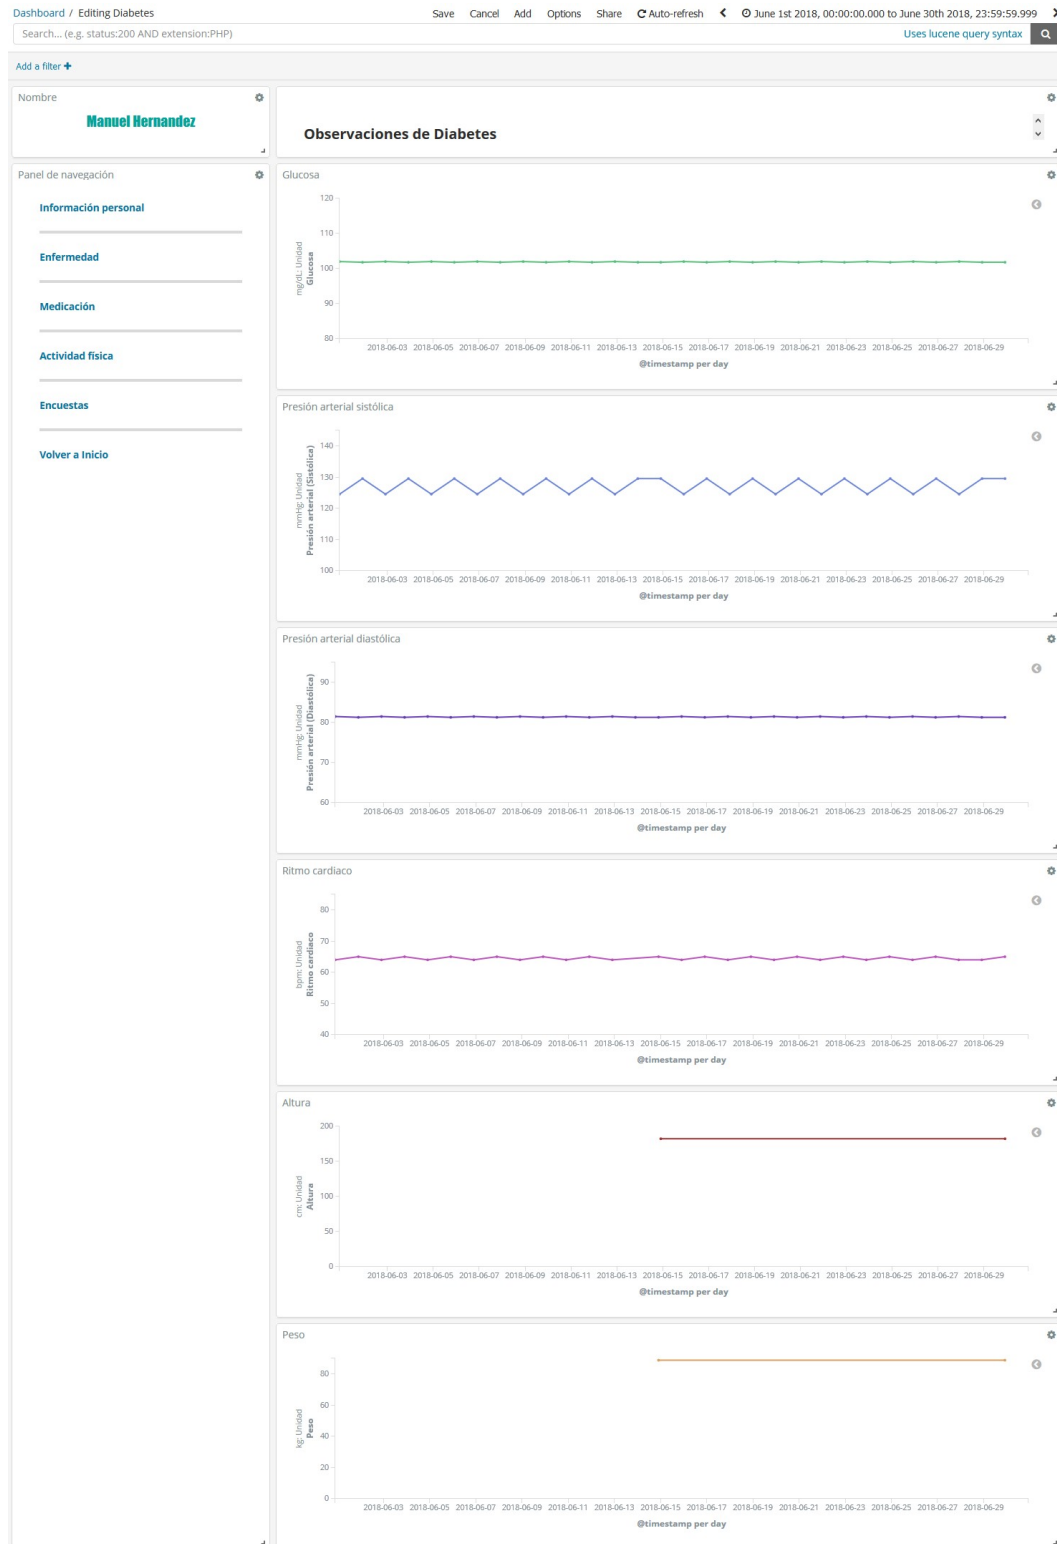 Dashboard / Editing Diabetes
Save Cancel Add Options Share Auto-refresh June 1st 2018, 00:00:00.000 to June 30th 2018, 23:59:59.999
Search... (e.g. status:200 AND extension:PHP)
Uses lucene query syntax
Add a filter
Nombre
Manuel Hernandez
Observaciones de Diabetes
Panel de navegación
Información personal
Enfermedad
Medicación
Actividad física
Encuestas
Volver a Inicio
Glucosa
120
110
100
90
80
mg/dL: Unidad
Glucosa
2018-06-03 2018-06-05 2018-06-07 2018-06-09 2018-06-11 2018-06-13 2018-06-15 2018-06-17 2018-06-19 2018-06-21 2018-06-23 2018-06-25 2018-06-27 2018-06-29
@timestamp per day
Presión arterial sistólica
140
130
120
110
100
mmHg: Unidad
Presión arterial (Sistólica)
2018-06-03 2018-06-05 2018-06-07 2018-06-09 2018-06-11 2018-06-13 2018-06-15 2018-06-17 2018-06-19 2018-06-21 2018-06-23 2018-06-25 2018-06-27 2018-06-29
@timestamp per day
Presión arterial diastólica
90
80
70
60
mmHg: Unidad
Presión arterial (Diastólica)
2018-06-03 2018-06-05 2018-06-07 2018-06-09 2018-06-11 2018-06-13 2018-06-15 2018-06-17 2018-06-19 2018-06-21 2018-06-23 2018-06-25 2018-06-27 2018-06-29
@timestamp per day
Ritmo cardiaco
80
70
60
50
40
bpm: Unidad
Ritmo cardiaco
2018-06-03 2018-06-05 2018-06-07 2018-06-09 2018-06-11 2018-06-13 2018-06-15 2018-06-17 2018-06-19 2018-06-21 2018-06-23 2018-06-25 2018-06-27 2018-06-29
@timestamp per day
Altura
200
150
100
50
0
cm: Unidad
Altura
2018-06-03 2018-06-05 2018-06-07 2018-06-09 2018-06-11 2018-06-13 2018-06-15 2018-06-17 2018-06-19 2018-06-21 2018-06-23 2018-06-25 2018-06-27 2018-06-29
@timestamp per day
Peso
80
60
40
20
0
kg: Unidad
Peso
2018-06-03 2018-06-05 2018-06-07 2018-06-09 2018-06-11 2018-06-13 2018-06-15 2018-06-17 2018-06-19 2018-06-21 2018-06-23 2018-06-25 2018-06-27 2018-06-29
@timestamp per day